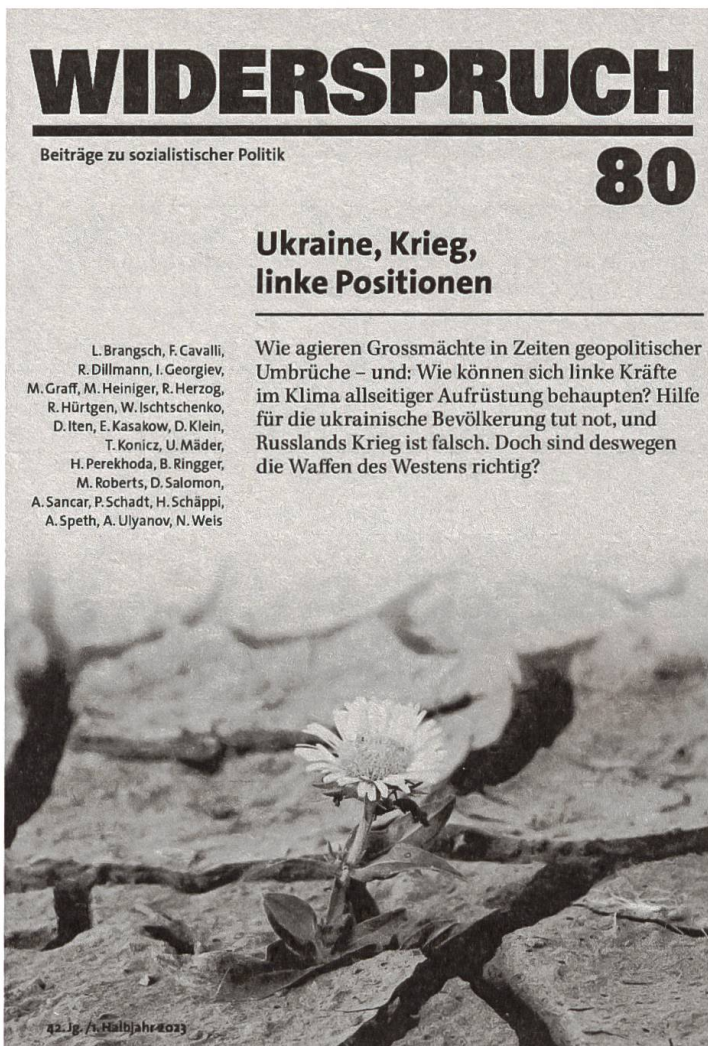 WIDERSPRUCH
Beiträge zu sozialistischer Politik
80
Ukraine, Krieg,
linke Positionen
L. Brangsch, F. Cavalli,
R. Dillmann, I. Georgiev,
M. Graff, M. Heiniger, R. Herzog,
R. Hürtgen, W. Ischtschenko,
D. Iten, E. Kasakow, D. Klein,
T. Konicz, U. Mäder,
H. Perekhoda, B. Ringger,
M. Roberts, D. Salomon,
A. Sancar, P. Schadt, H. Schäppi,
A. Speth, A. Ulyanov, N. Weis
Wie agieren Grossmächte in Zeiten geopolitischer
Umbrüche – und: Wie können sich linke Kräfte
im Klima allseitiger Aufrüstung behaupten? Hilfe
für die ukrainische Bevölkerung tut not, und
Russlands Krieg ist falsch. Doch sind deswegen
die Waffen des Westens richtig?
42. Jg. /1. Halbjahr 2023